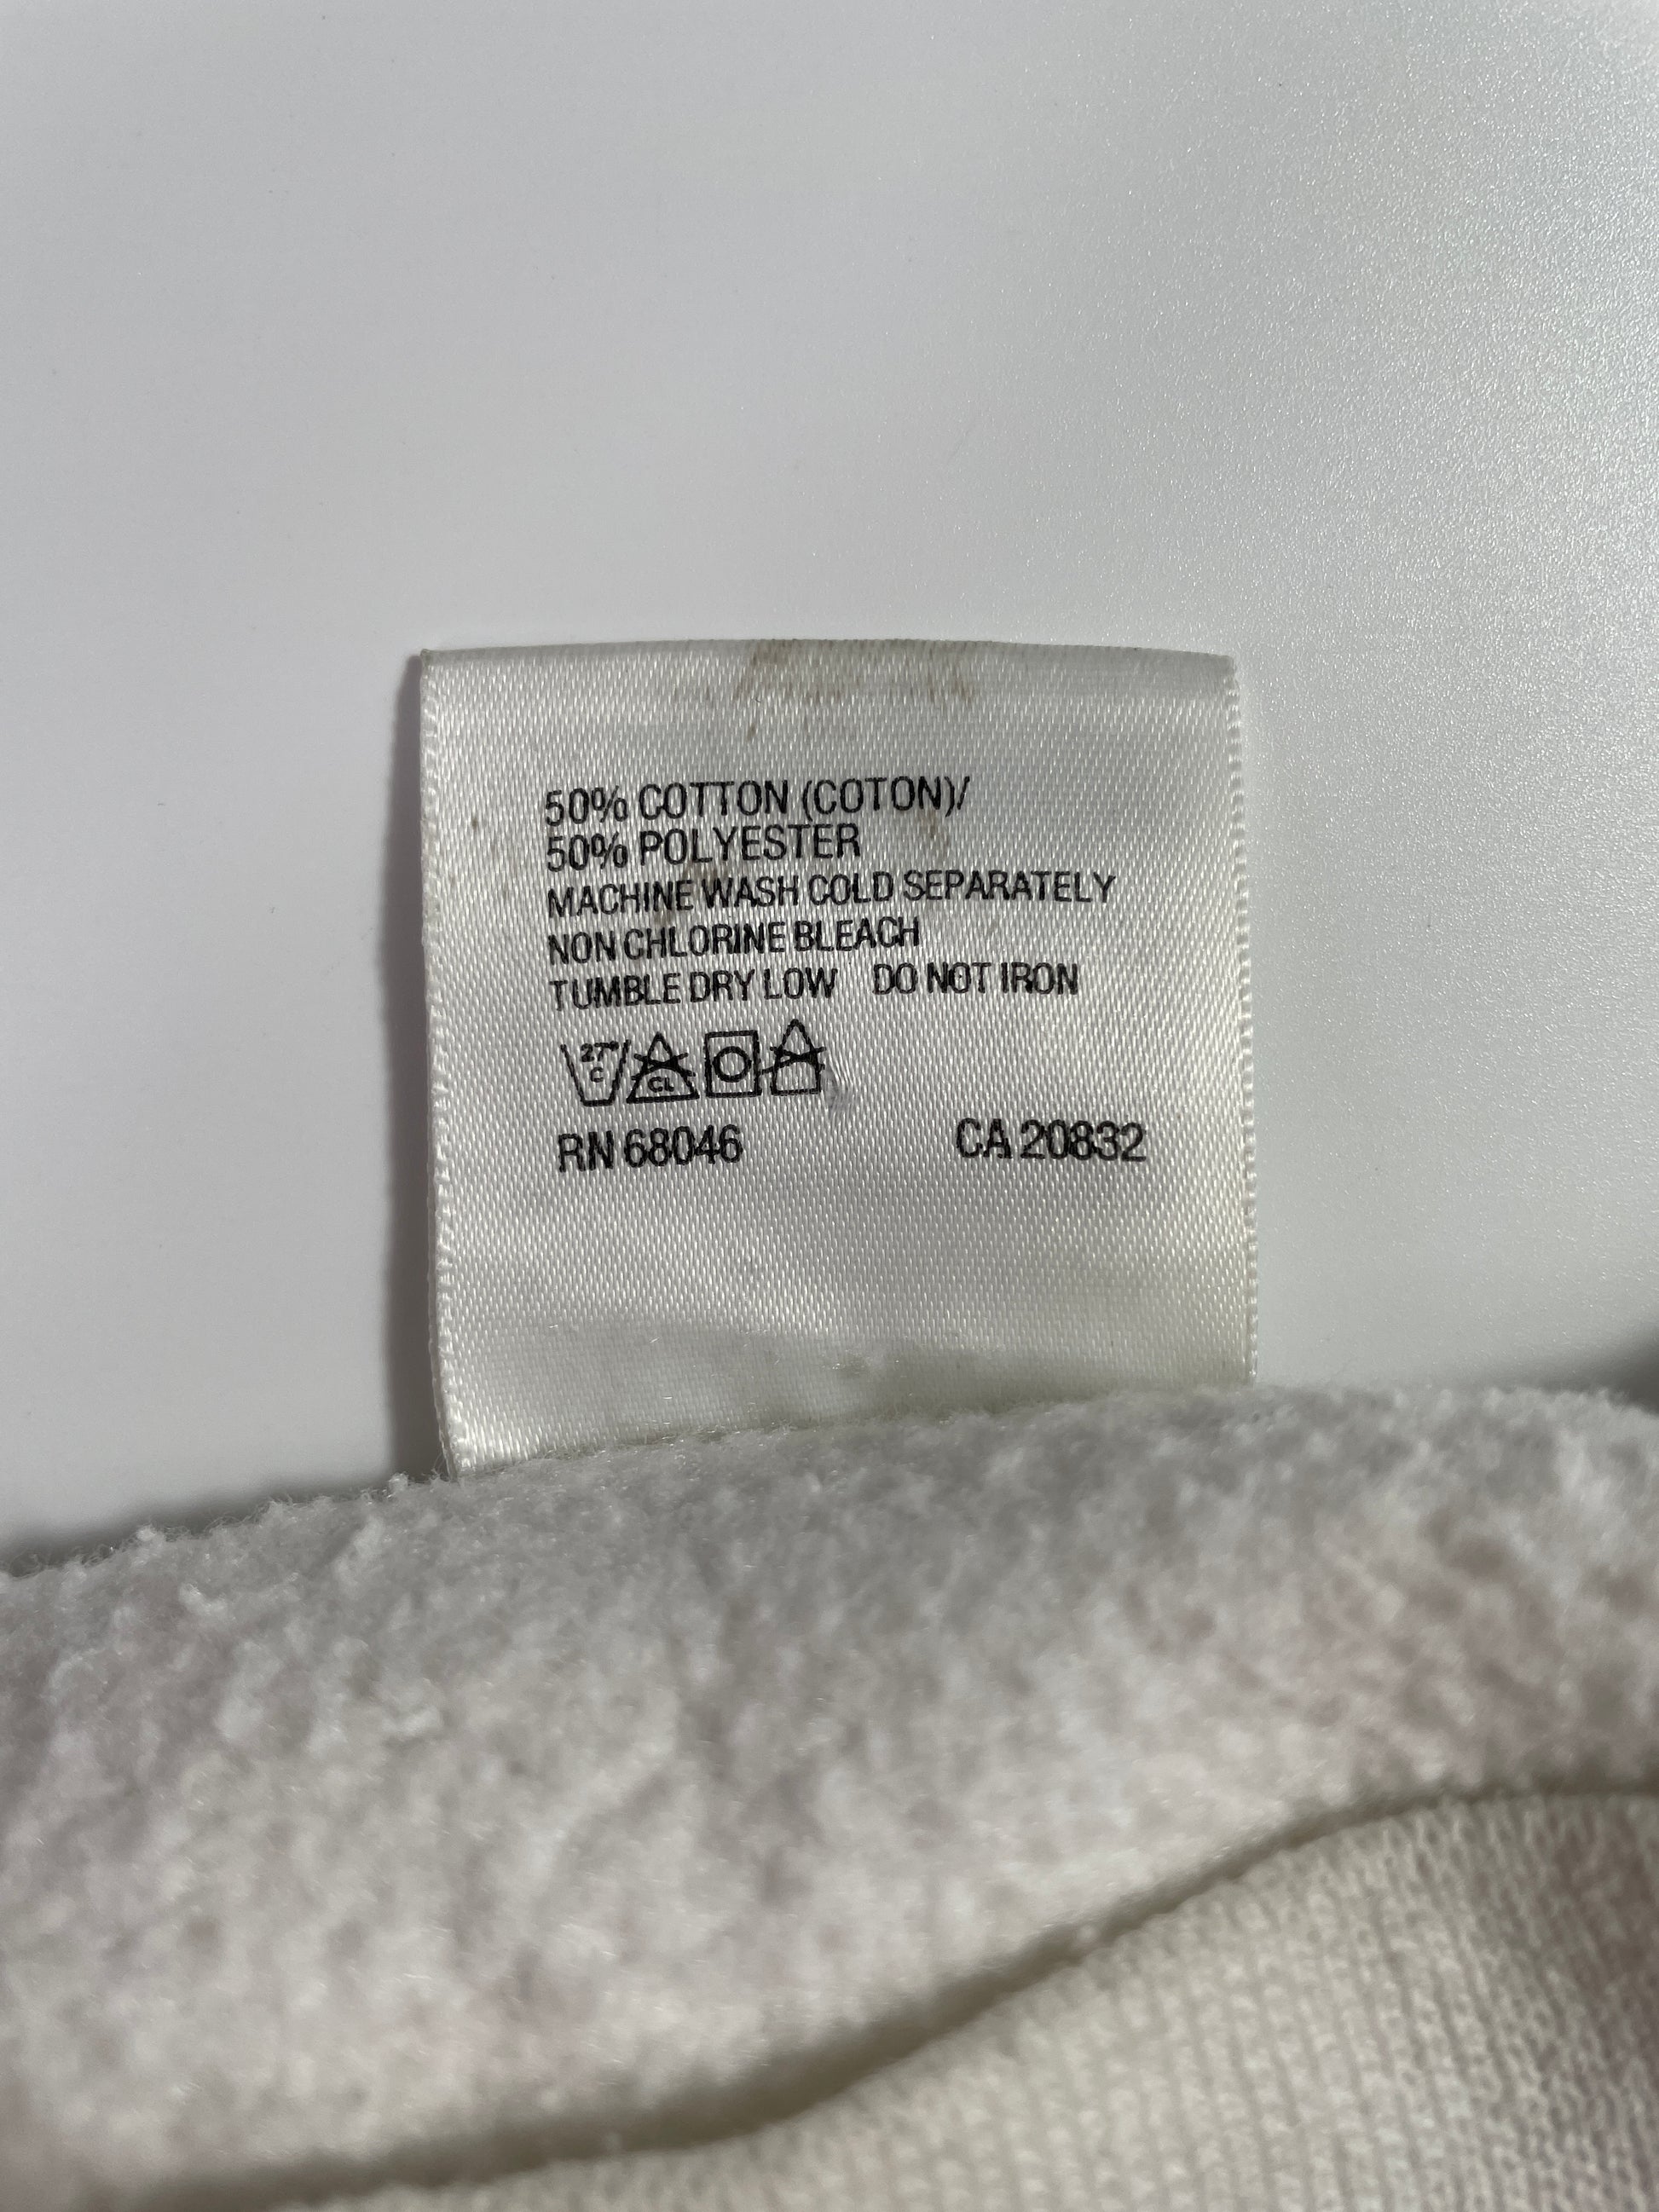 50% COTTON (COTON)/
50% POLYESTER
MACHINE WASH COLD SEPARATELY
NON CHLORINE BLEACH
TUMBLE DRY LOW DO NOT IRON
27°
C CL
RN 68046 CA 20832